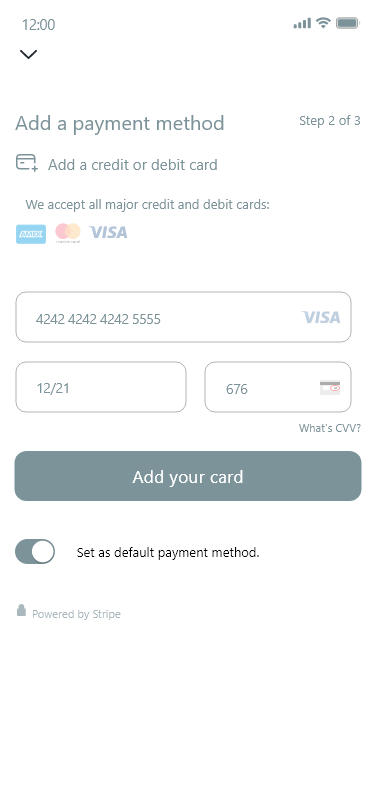 12:00
Add a payment method
Step 2 of 3
Add a credit or debit card
We accept all major credit and debit cards:
AMEX VISA
4242 4242 4242 5555 VISA
12/21 676
What's CVV?
Add your card
Set as default payment method.
Powered by Stripe